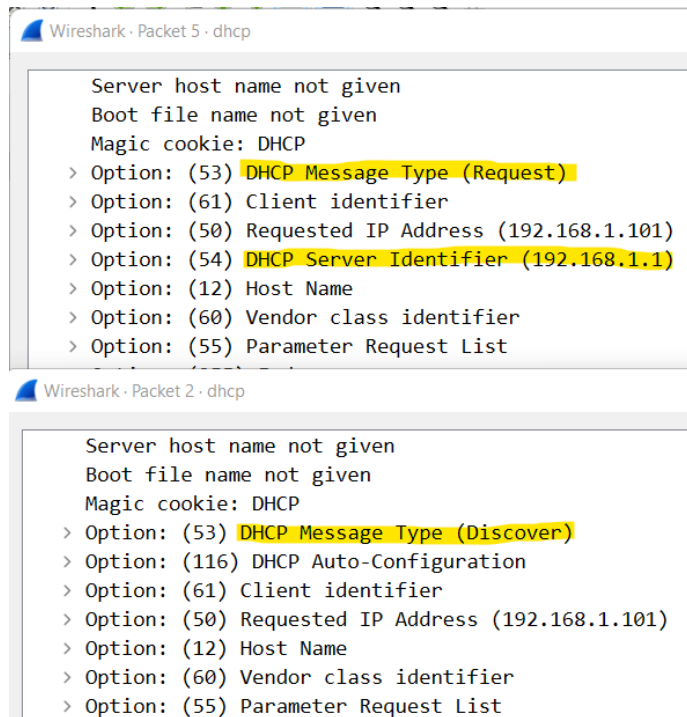 Wireshark · Packet 5 · dhcp
Server host name not given
Boot file name not given
Magic cookie: DHCP
> Option: (53) DHCP Message Type (Request)
> Option: (61) Client identifier
> Option: (50) Requested IP Address (192.168.1.101)
> Option: (54) DHCP Server Identifier (192.168.1.1)
> Option: (12) Host Name
> Option: (60) Vendor class identifier
> Option: (55) Parameter Request List
Wireshark · Packet 2 · dhcp
Server host name not given
Boot file name not given
Magic cookie: DHCP
> Option: (53) DHCP Message Type (Discover)
> Option: (116) DHCP Auto-Configuration
> Option: (61) Client identifier
> Option: (50) Requested IP Address (192.168.1.101)
> Option: (12) Host Name
> Option: (60) Vendor class identifier
> Option: (55) Parameter Request List